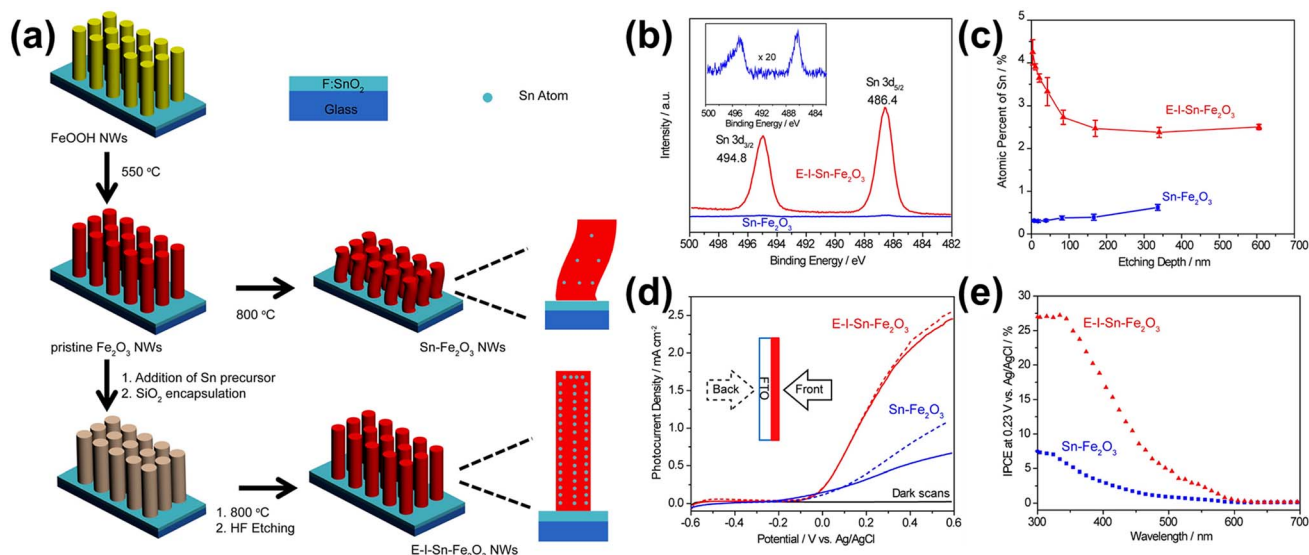 (a)
FeOOH NWs
F:SnO₂
Glass
Sn Atom
550 °C
pristine Fe₂O₃ NWs
800 °C
Sn-Fe₂O₃ NWs
1. Addition of Sn precursor
2. SiO₂ encapsulation
1. 800 °C
2. HF Etching
E-I-Sn-Fe₂O₃ NWs
(b)
Intensity / a.u.
x 20
500 496 492 488 484
Binding Energy / eV
Sn 3d₃/₂
494.8
Sn 3d₅/₂
486.4
E-I-Sn-Fe₂O₃
Sn-Fe₂O₃
500 498 496 494 492 490 488 486 484 482
Binding Energy / eV
(c)
Atomic Percent of Sn / %
5
4
3
2
1
0
E-I-Sn-Fe₂O₃
Sn-Fe₂O₃
0 100 200 300 400 500 600 700
Etching Depth / nm
(d)
Photocurrent Density / mA cm⁻²
2.5
2.0
1.5
1.0
0.5
0.0
E-I-Sn-Fe₂O₃
Back
FTO
Front
Sn-Fe₂O₃
Dark scans
-0.6 -0.4 -0.2 0.0 0.2 0.4 0.6
Potential / V vs. Ag/AgCl
(e)
IPCE at 0.23 V vs. Ag/AgCl / %
30
25
20
15
10
5
0
E-I-Sn-Fe₂O₃
Sn-Fe₂O₃
300 400 500 600 700
Wavelength / nm